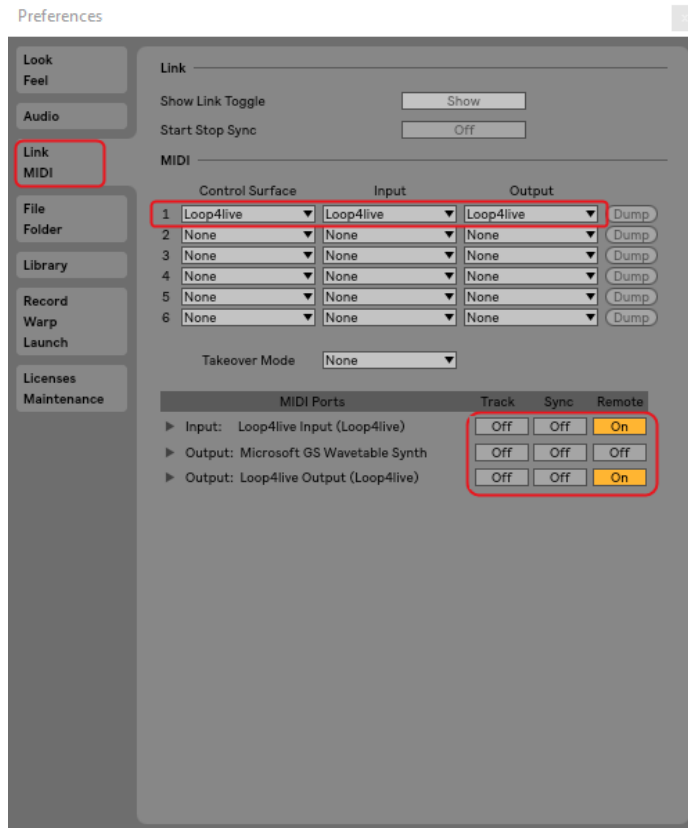 Preferences
Look
Feel
Audio
Link
MIDI
File
Folder
Library
Record
Warp
Launch
Licenses
Maintenance
Link
Show Link Toggle Show
Start Stop Sync Off
MIDI
Control Surface Input Output
1 Loop4live Loop4live Loop4live Dump
2 None None None Dump
3 None None None Dump
4 None None None Dump
5 None None None Dump
6 None None None Dump
Takeover Mode None
MIDI Ports Track Sync Remote
Input: Loop4live Input (Loop4live) Off Off On
Output: Microsoft GS Wavetable Synth Off Off Off
Output: Loop4live Output (Loop4live) Off Off On